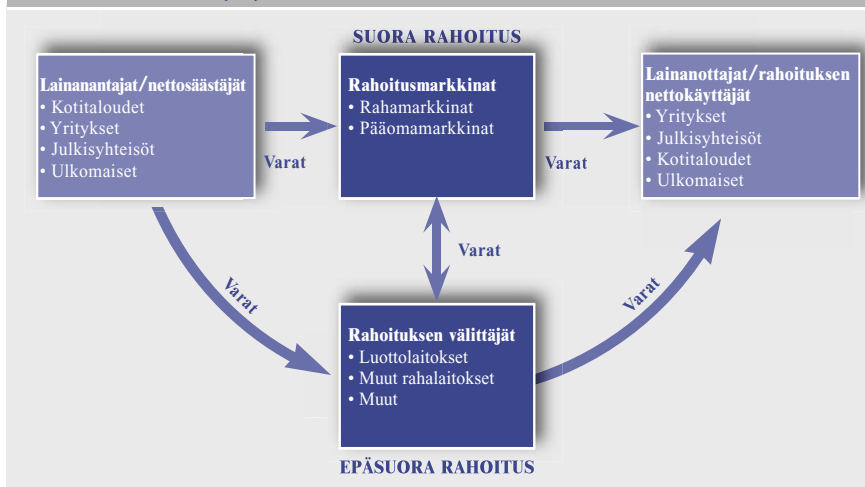 SUORA RAHOITUS
Lainanantajat/nettosäästäjät
• Kotitaloudet
• Yritykset
• Julkisyhteisöt
• Ulkomaiset
Varat
Rahoitusmarkkinat
• Rahamarkkinat
• Pääomamarkkinat
Varat
Lainanottajat/rahoituksen
nettokäyttäjät
• Yritykset
• Julkisyhteisöt
• Kotitaloudet
• Ulkomaiset
Varat
Varat
Varat
Rahoituksen välittäjät
• Luottolaitokset
• Muut rahalaitokset
• Muut
EPÄSUORA RAHOITUS